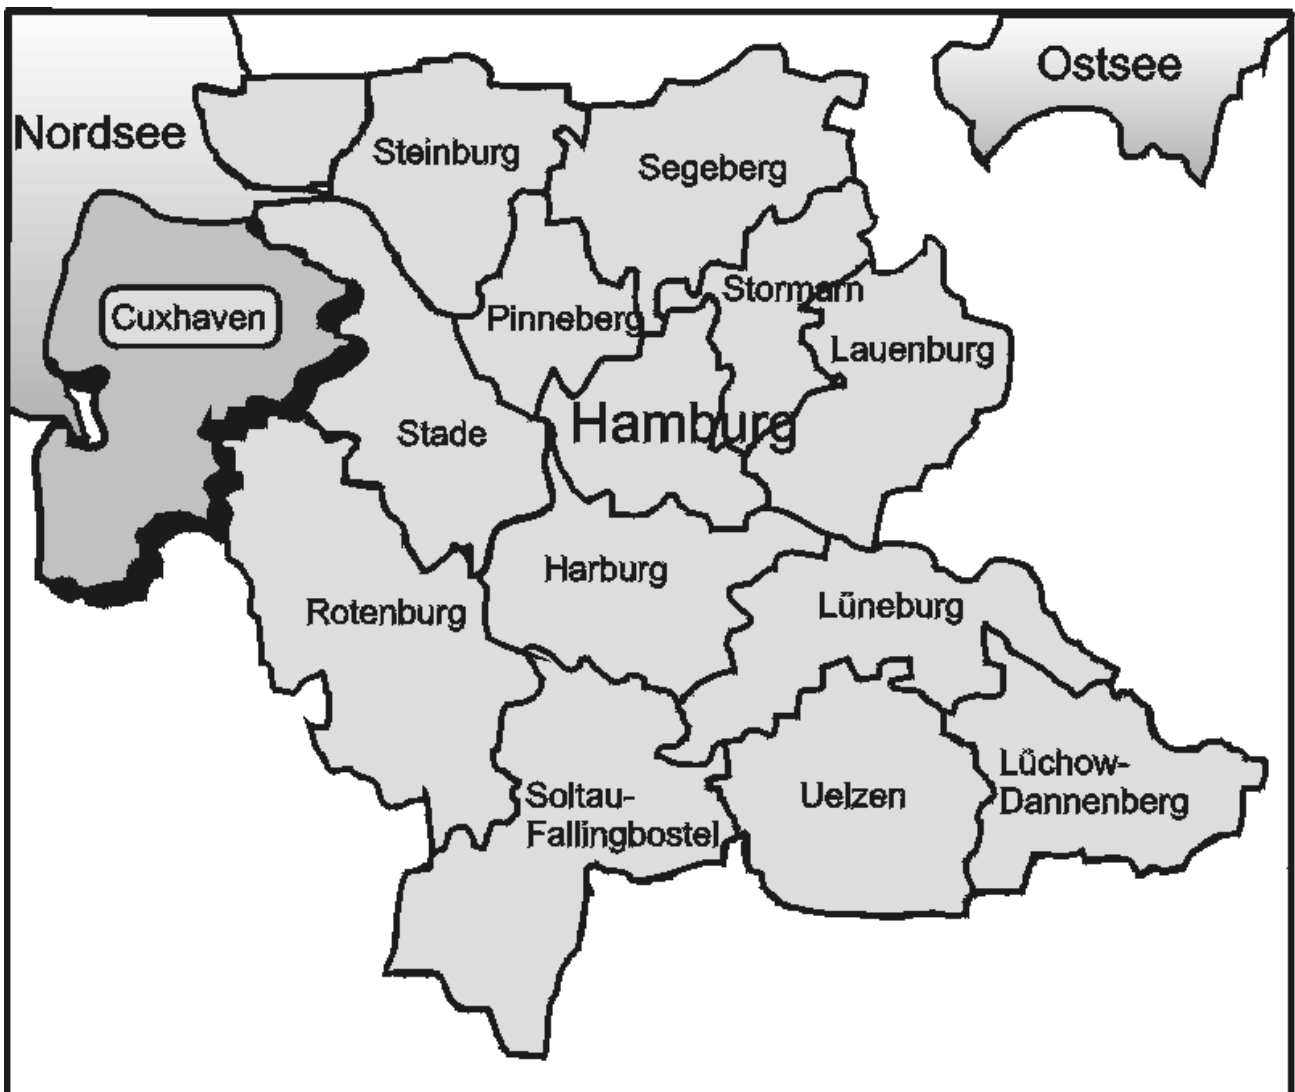 Ostsee
Nordsee
Steinburg
Segeberg
Stormarn
Cuxhaven
Pinneberg
Lauenburg
Hamburg
Stade
Harburg
Rotenburg
Lüneburg
Lüchow-
Dannenberg
Uelzen
Soltau-
Fallingbostel